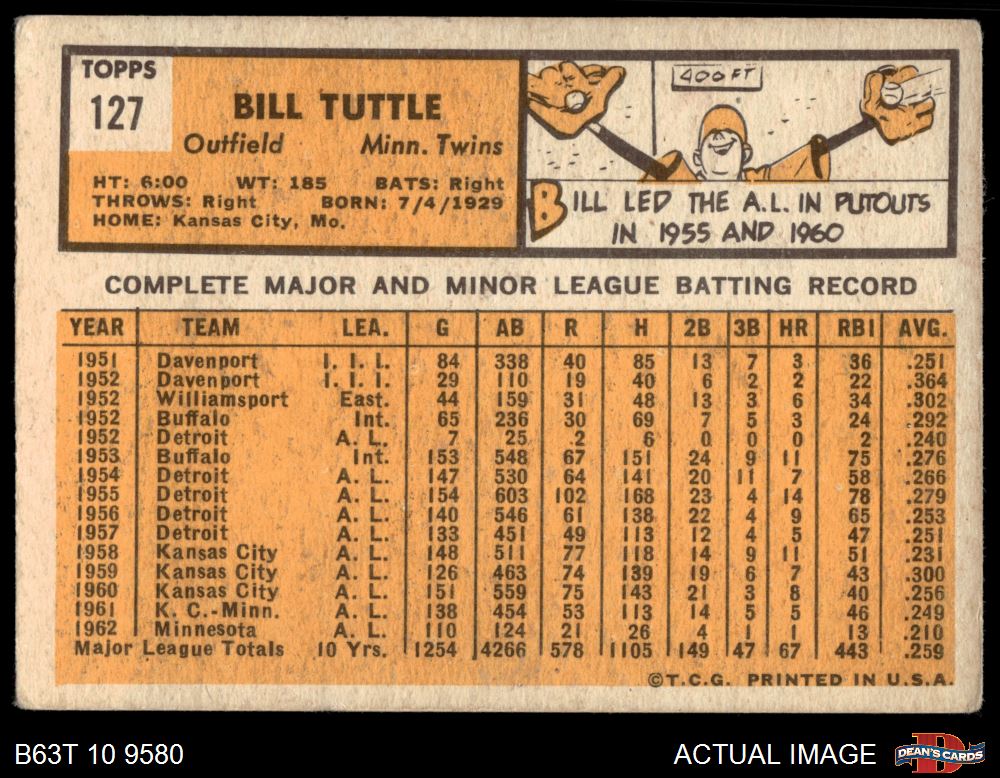 TOPPS
127
BILL TUTTLE
Outfield Minn. Twins
HT: 6:00 WT: 185 BATS: Right
THROWS: Right BORN: 7/4/1929
HOME: Kansas City, Mo.
400 FT
BILL LED THE A.L. IN PUTOUTS
IN 1955 AND 1960
COMPLETE MAJOR AND MINOR LEAGUE BATTING RECORD
YEAR TEAM LEA. G AB R H 2B 3B HR RBI AVG.
1951 Davenport I. I. I. 84 338 40 85 13 7 3 36 .251
1952 Davenport I. I. I. 29 110 19 40 6 2 2 22 .364
1952 Williamsport East. 44 159 31 48 13 3 6 34 .302
1952 Buffalo Int. 65 236 30 69 7 5 3 24 .292
1952 Detroit A. L. 7 25 2 6 0 0 0 2 .240
1953 Buffalo Int. 153 548 67 151 24 9 11 75 .276
1954 Detroit A. L. 147 530 64 141 20 11 7 58 .266
1955 Detroit A. L. 154 603 102 168 23 4 14 78 .279
1956 Detroit A. L. 140 546 61 138 22 4 9 65 .253
1957 Detroit A. L. 133 451 49 113 12 4 5 47 .251
1958 Kansas City A. L. 148 511 77 118 14 9 11 51 .231
1959 Kansas City A. L. 126 463 74 139 19 6 7 43 .300
1960 Kansas City A. L. 151 559 75 143 21 3 8 40 .256
1961 K. C.-Minn. A. L. 138 454 53 113 14 5 5 46 .249
1962 Minnesota A. L. 110 124 21 26 4 1 1 13 .210
Major League Totals 10 Yrs. 1254 4266 578 1105 149 47 67 443 .259
©T.C.G. PRINTED IN U.S.A.
B63T 10 9580 ACTUAL IMAGE DEAN'S CARDS